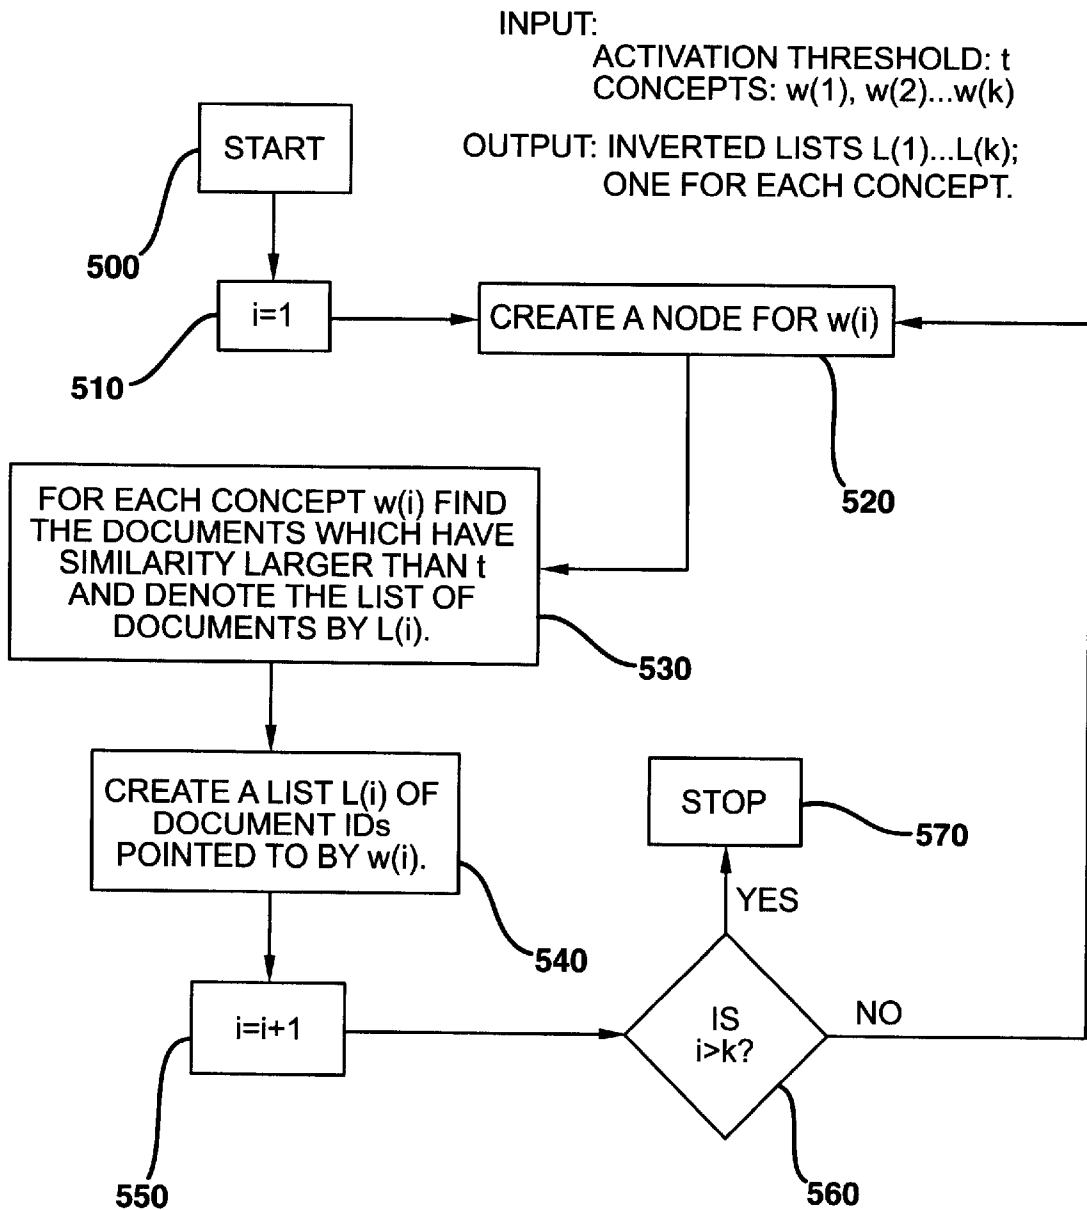 INPUT:
ACTIVATION THRESHOLD: t
CONCEPTS: w(1), w(2)...w(k)
OUTPUT: INVERTED LISTS L(1)...L(k);
ONE FOR EACH CONCEPT.
START
500
i=1
510
CREATE A NODE FOR w(i)
520
FOR EACH CONCEPT w(i) FIND
THE DOCUMENTS WHICH HAVE
SIMILARITY LARGER THAN t
AND DENOTE THE LIST OF
DOCUMENTS BY L(i).
530
CREATE A LIST L(i) OF
DOCUMENT IDs
POINTED TO BY w(i).
540
i=i+1
550
IS
i>k?
560
NO
YES
STOP
570